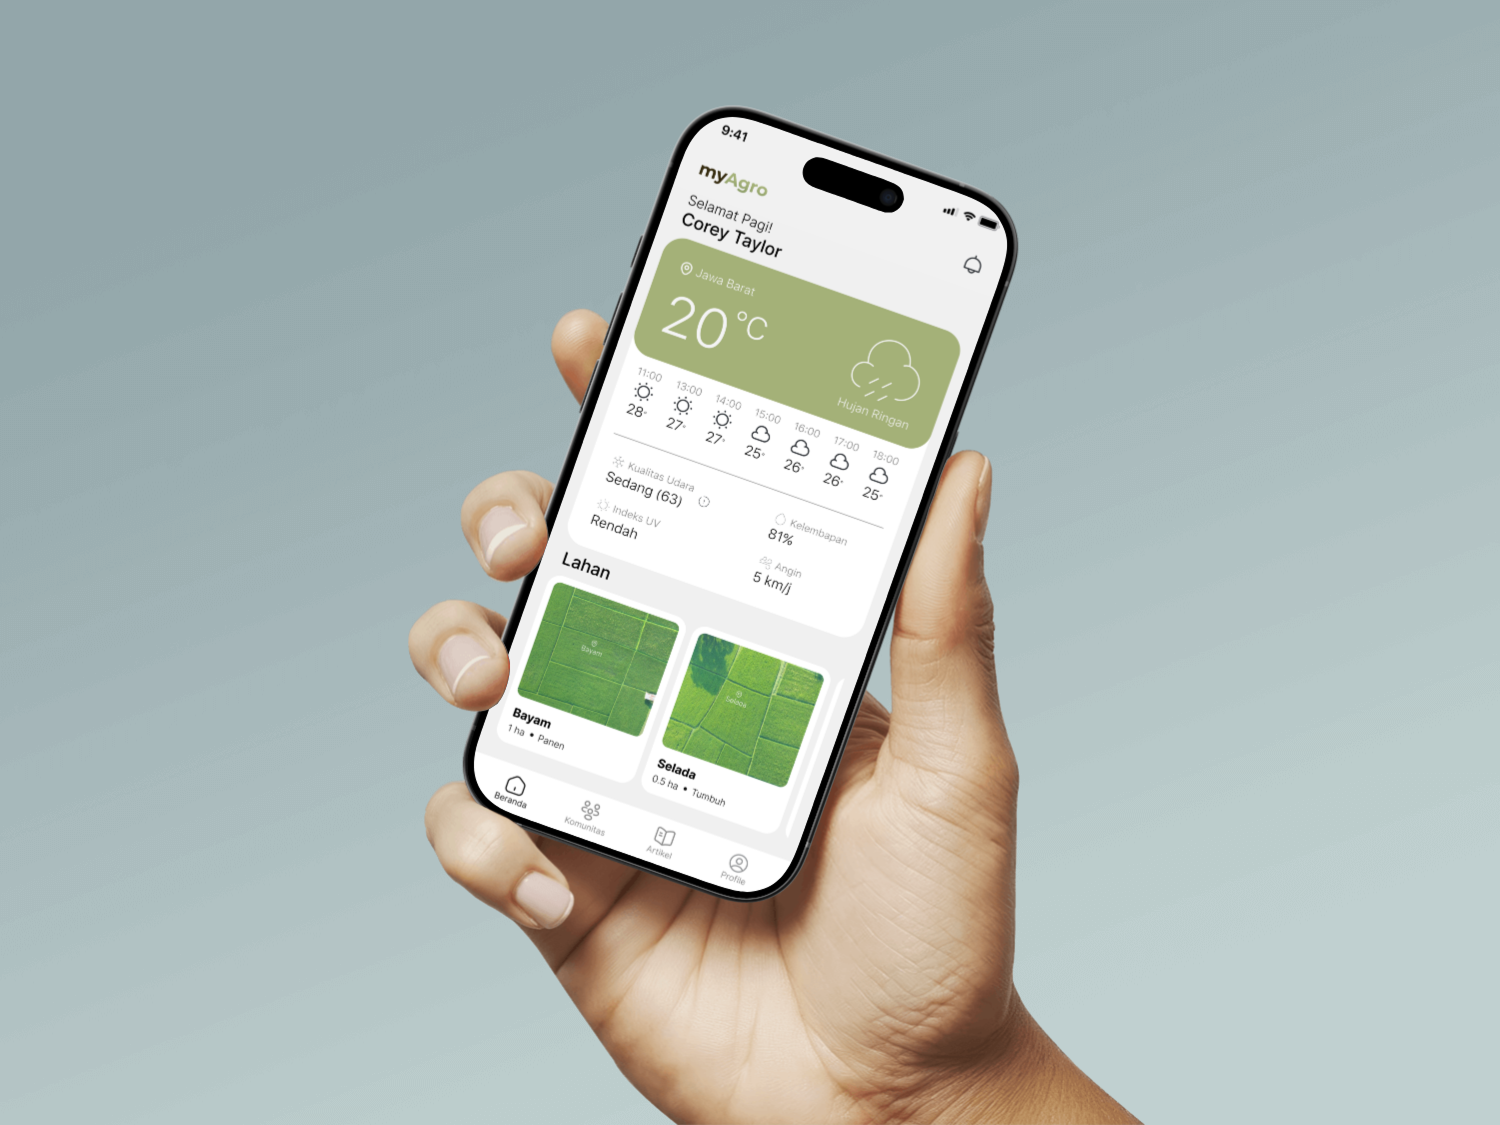 9:41
myAgro
Selamat Pagi!
Corey Taylor
Jawa Barat
20 °C
Hujan Ringan
11:00 13:00 14:00 15:00 16:00 17:00 18:00
28° 27° 27° 25° 26° 26° 25°
Kualitas Udara
Sedang (63)
Kelembapan
81%
Indeks UV
Rendah
Angin
5 km/j
Lahan
Bayam
Selada
Bayam
1 ha • Panen
Selada
0.5 ha • Tumbuh
Beranda Komunitas Artikel Profile